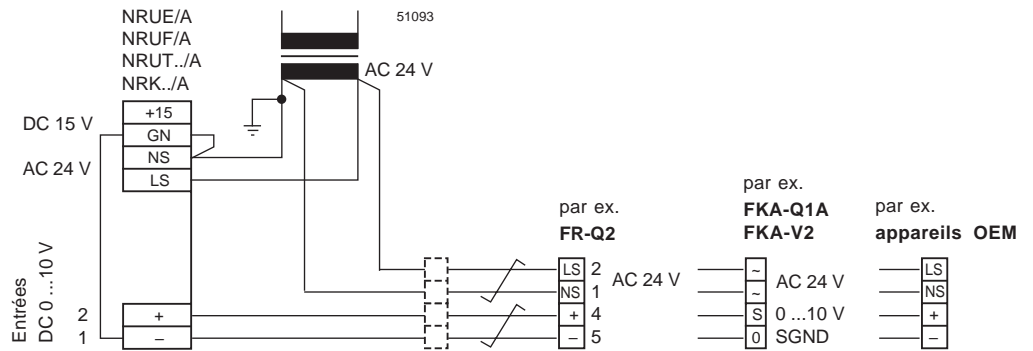 NRUE/A
NRUF/A
NRUT../A
NRK../A
51093
AC 24 V
DC 15 V
+15
GN
NS
AC 24 V
LS
par ex.
FR-Q2
par ex.
FKA-Q1A
FKA-V2
par ex.
appareils OEM
Entrées
DC 0 ...10 V
2 +
1 –
LS 2
NS 1
AC 24 V
+ 4
– 5
~
~
AC 24 V
S 0 ...10 V
0 SGND
LS
NS
+
–